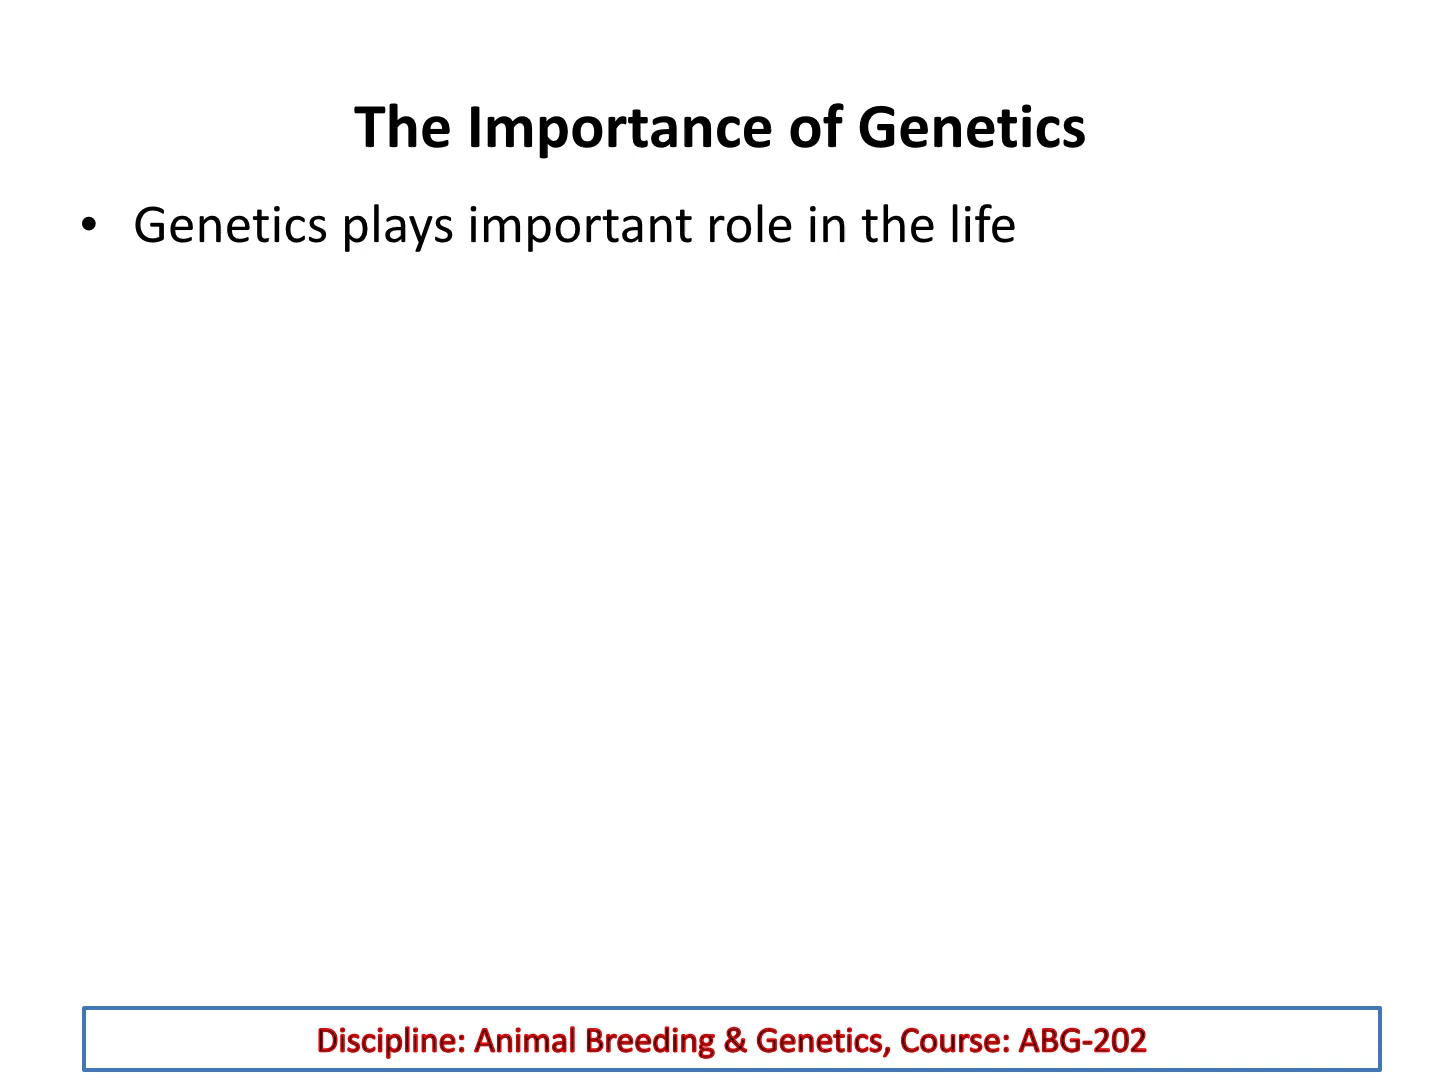 The Importance of Genetics
• Genetics plays important role in the life
Discipline: Animal Breeding & Genetics, Course: ABG-202